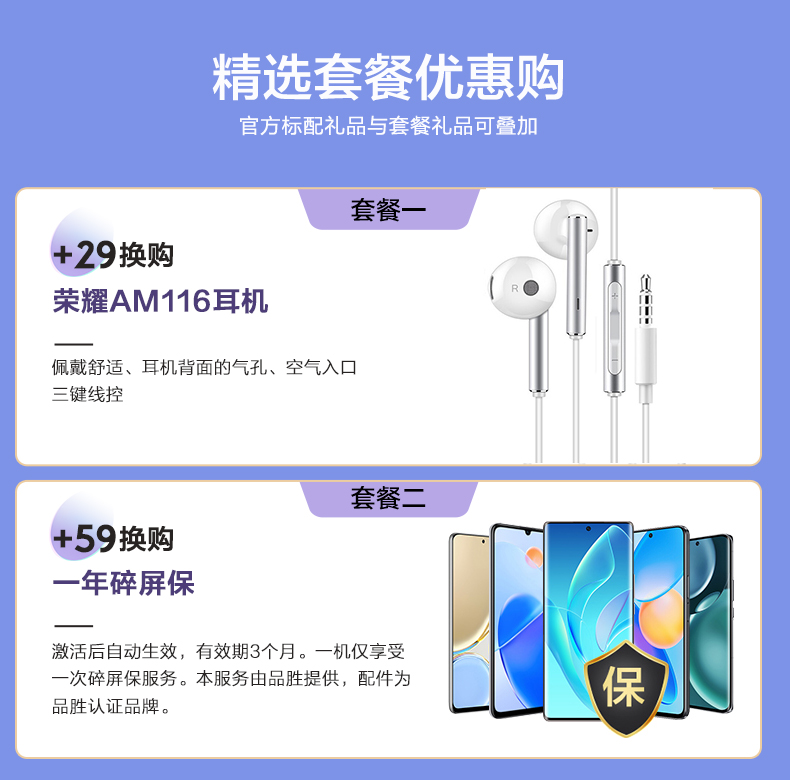 精选套餐优惠购
官方标配礼品与套餐礼品可叠加
套餐一
+29换购
荣耀AM116耳机
佩戴舒适、耳机背面的气孔、空气入口
三键线控
R
套餐二
+59换购
一年碎屏保
激活后自动生效，有效期3个月。一机仅享受
一次碎屏保服务。本服务由品胜提供，配件为
品胜认证品牌。
保